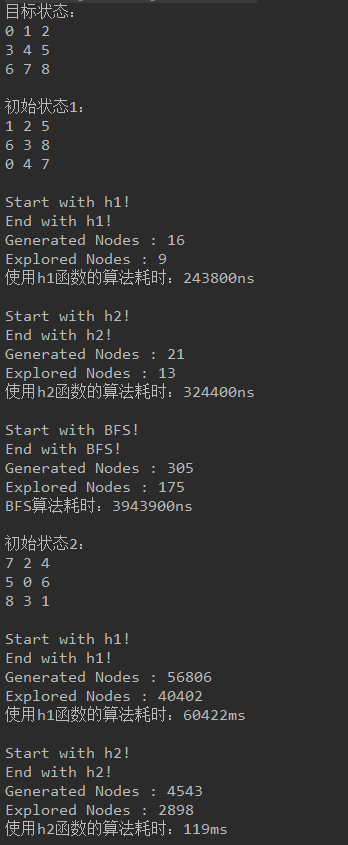 目标状态：
0 1 2
3 4 5
6 7 8
初始状态1：
1 2 5
6 3 8
0 4 7
Start with h1!
End with h1!
Generated Nodes : 16
Explored Nodes : 9
使用h1函数的算法耗时：243800ns
Start with h2!
End with h2!
Generated Nodes : 21
Explored Nodes : 13
使用h2函数的算法耗时：324400ns
Start with BFS!
End with BFS!
Generated Nodes : 305
Explored Nodes : 175
BFS算法耗时：3943900ns
初始状态2：
7 2 4
5 0 6
8 3 1
Start with h1!
End with h1!
Generated Nodes : 56806
Explored Nodes : 40402
使用h1函数的算法耗时：60422ms
Start with h2!
End with h2!
Generated Nodes : 4543
Explored Nodes : 2898
使用h2函数的算法耗时：119ms